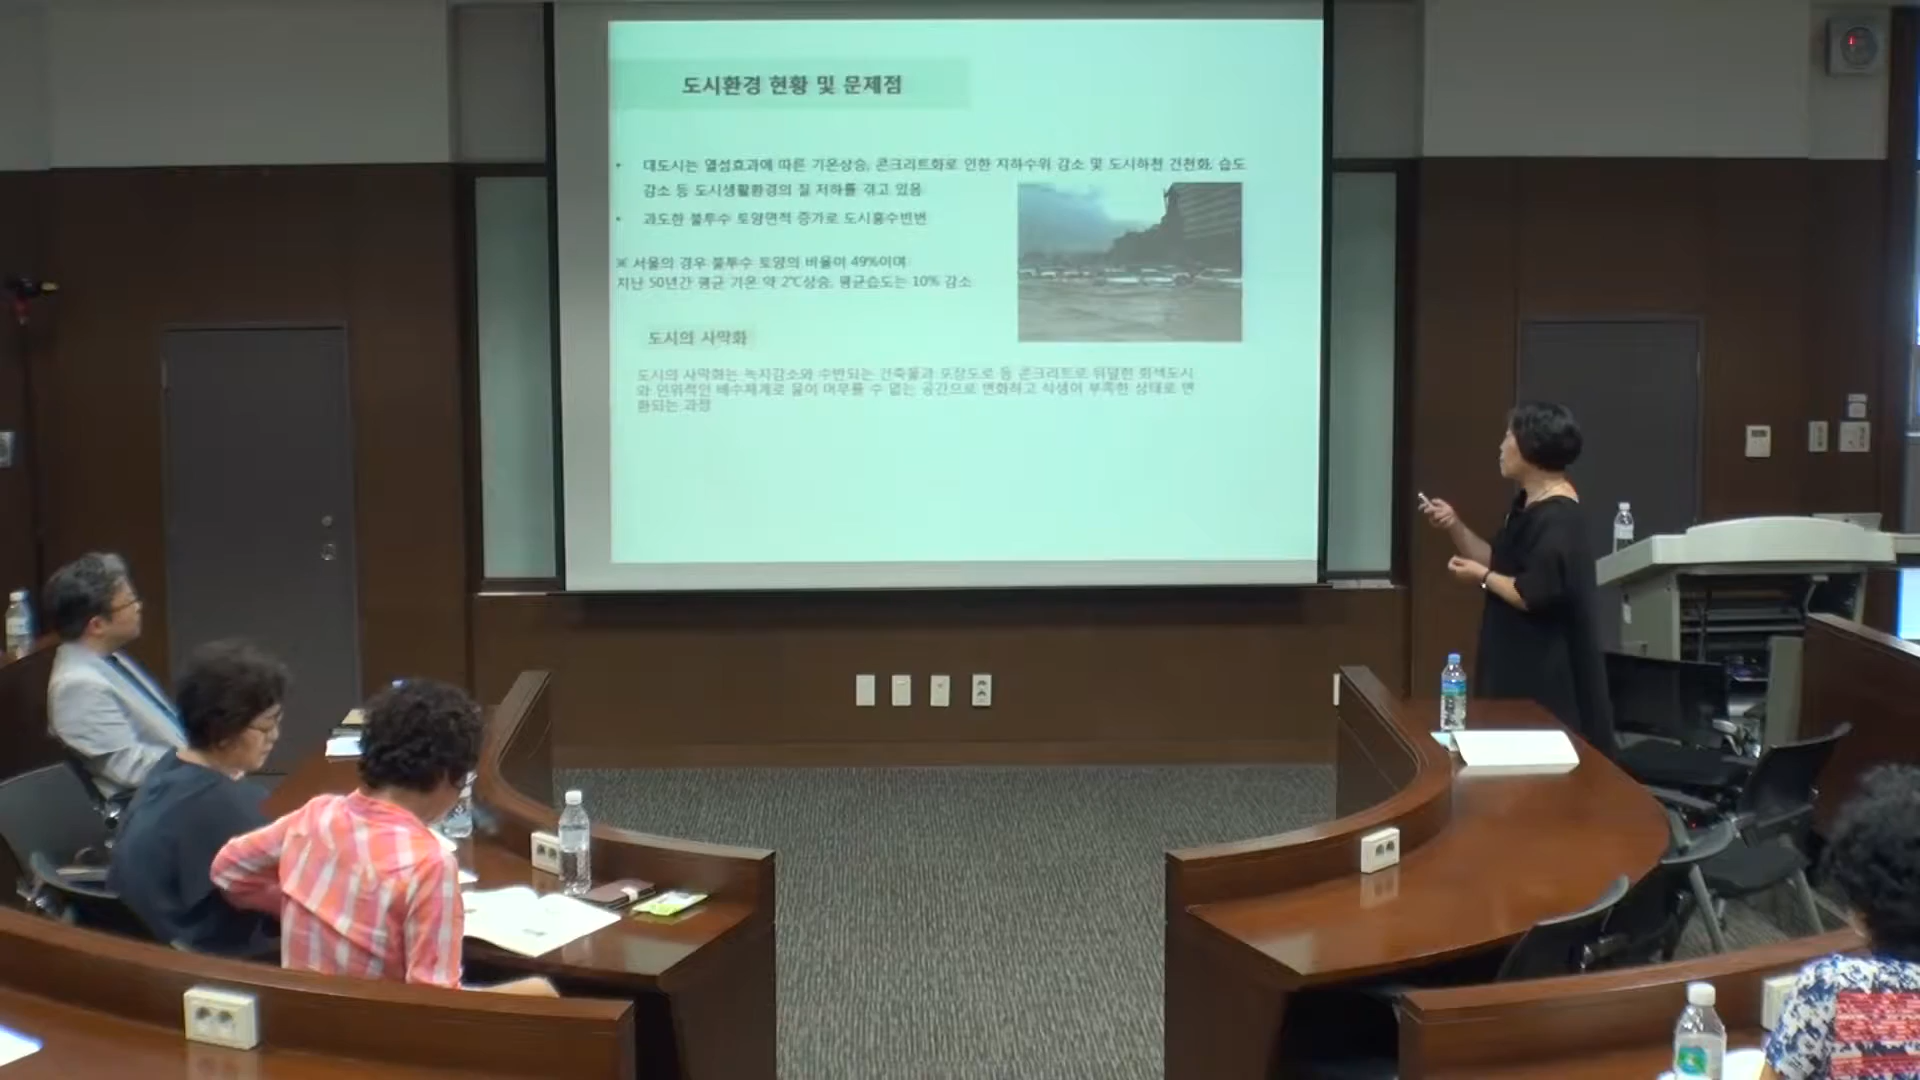 도시환경 현황 및 문제점
• 대도시는 열섬효과에 따른 기온상승, 콘크리트화로 인한 지하수위 감소 및 도시하천 건천화, 습도
감소 등 도시생활환경의 질 저하를 겪고 있음
• 과도한 불투수 토양면적 증가로 도시홍수빈번
※ 서울의 경우 불투수 토양의 비율이 49%이며
지난 50년간 평균 기온 약 2℃상승, 평균습도는 10% 감소
도시의 사막화
도시의 사막화는 녹지감소와 수반되는 건축물과 포장도로 등 콘크리트로 뒤덮힌 회색도시
와 인위적인 배수체계로 물이 머무를 수 없는 공간으로 변화하고 식생이 부족한 상태로 변
환되는 과정